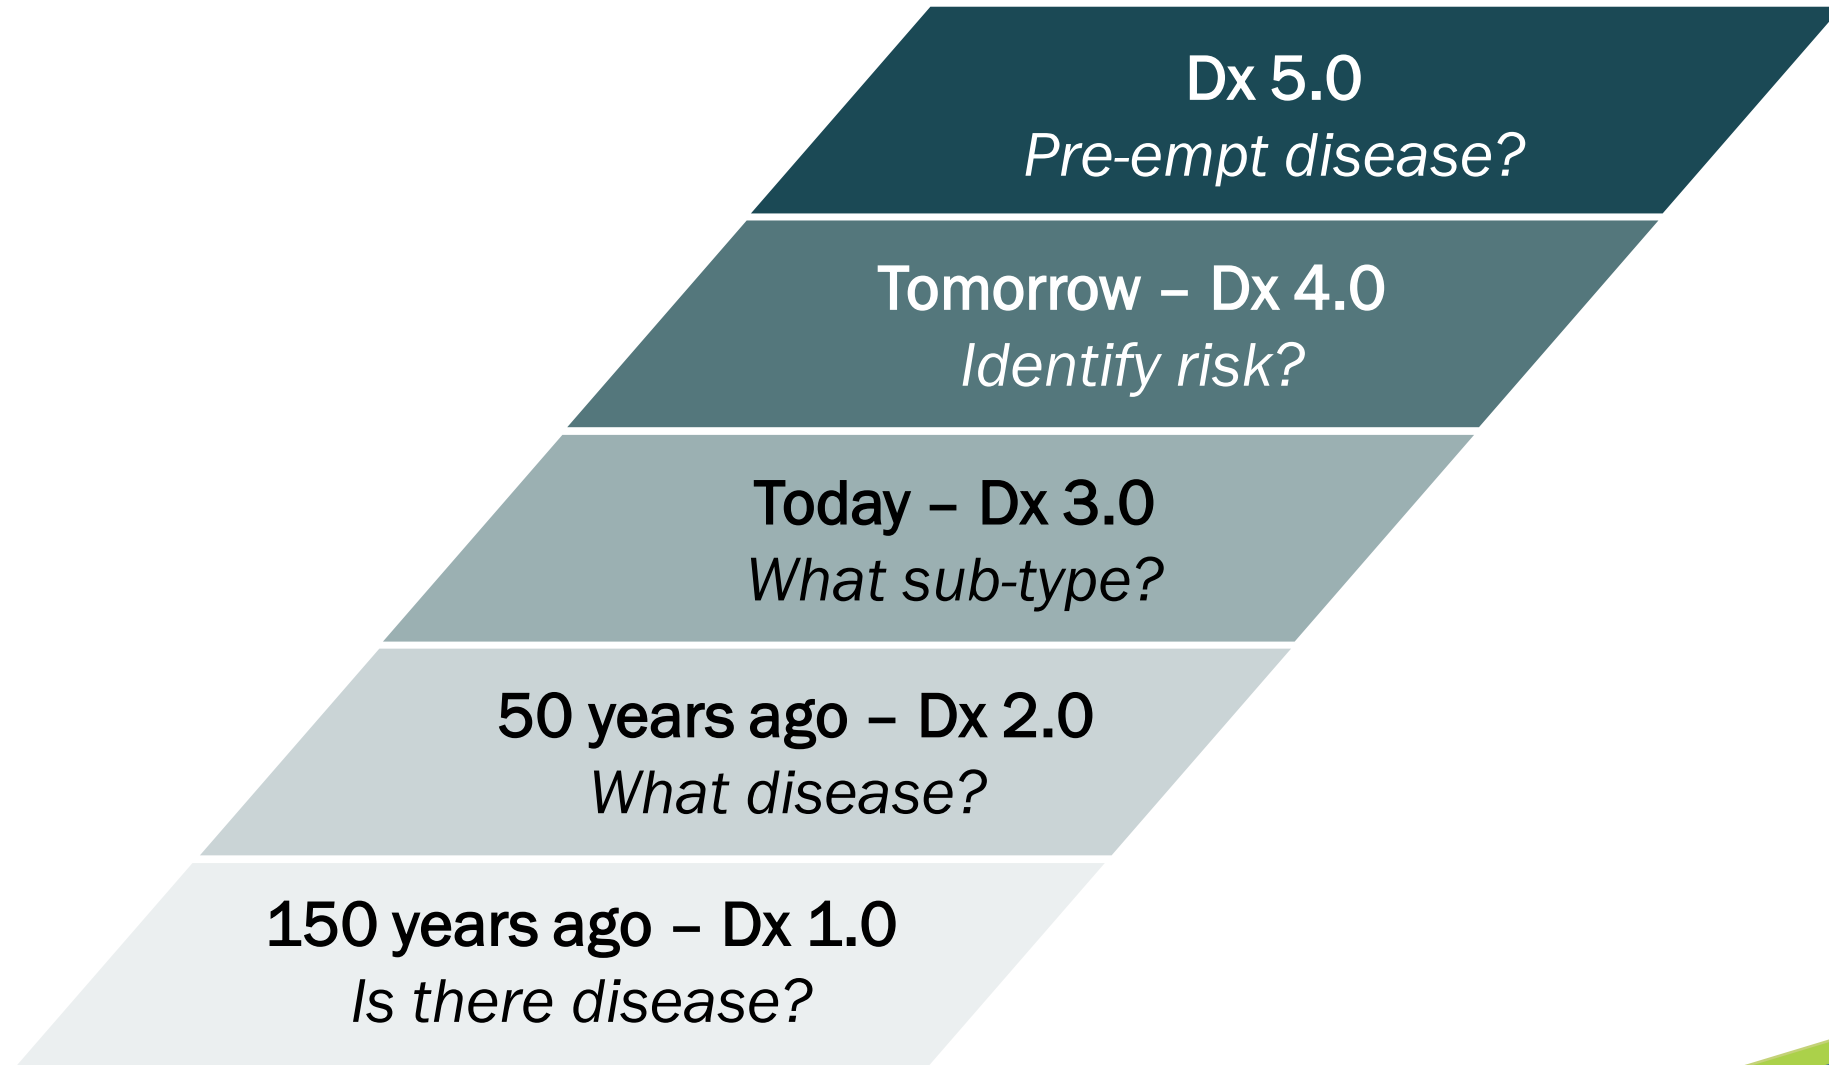 Dx 5.0
Pre-empt disease?
Tomorrow – Dx 4.0
Identify risk?
Today – Dx 3.0
What sub-type?
50 years ago – Dx 2.0
What disease?
150 years ago – Dx 1.0
Is there disease?